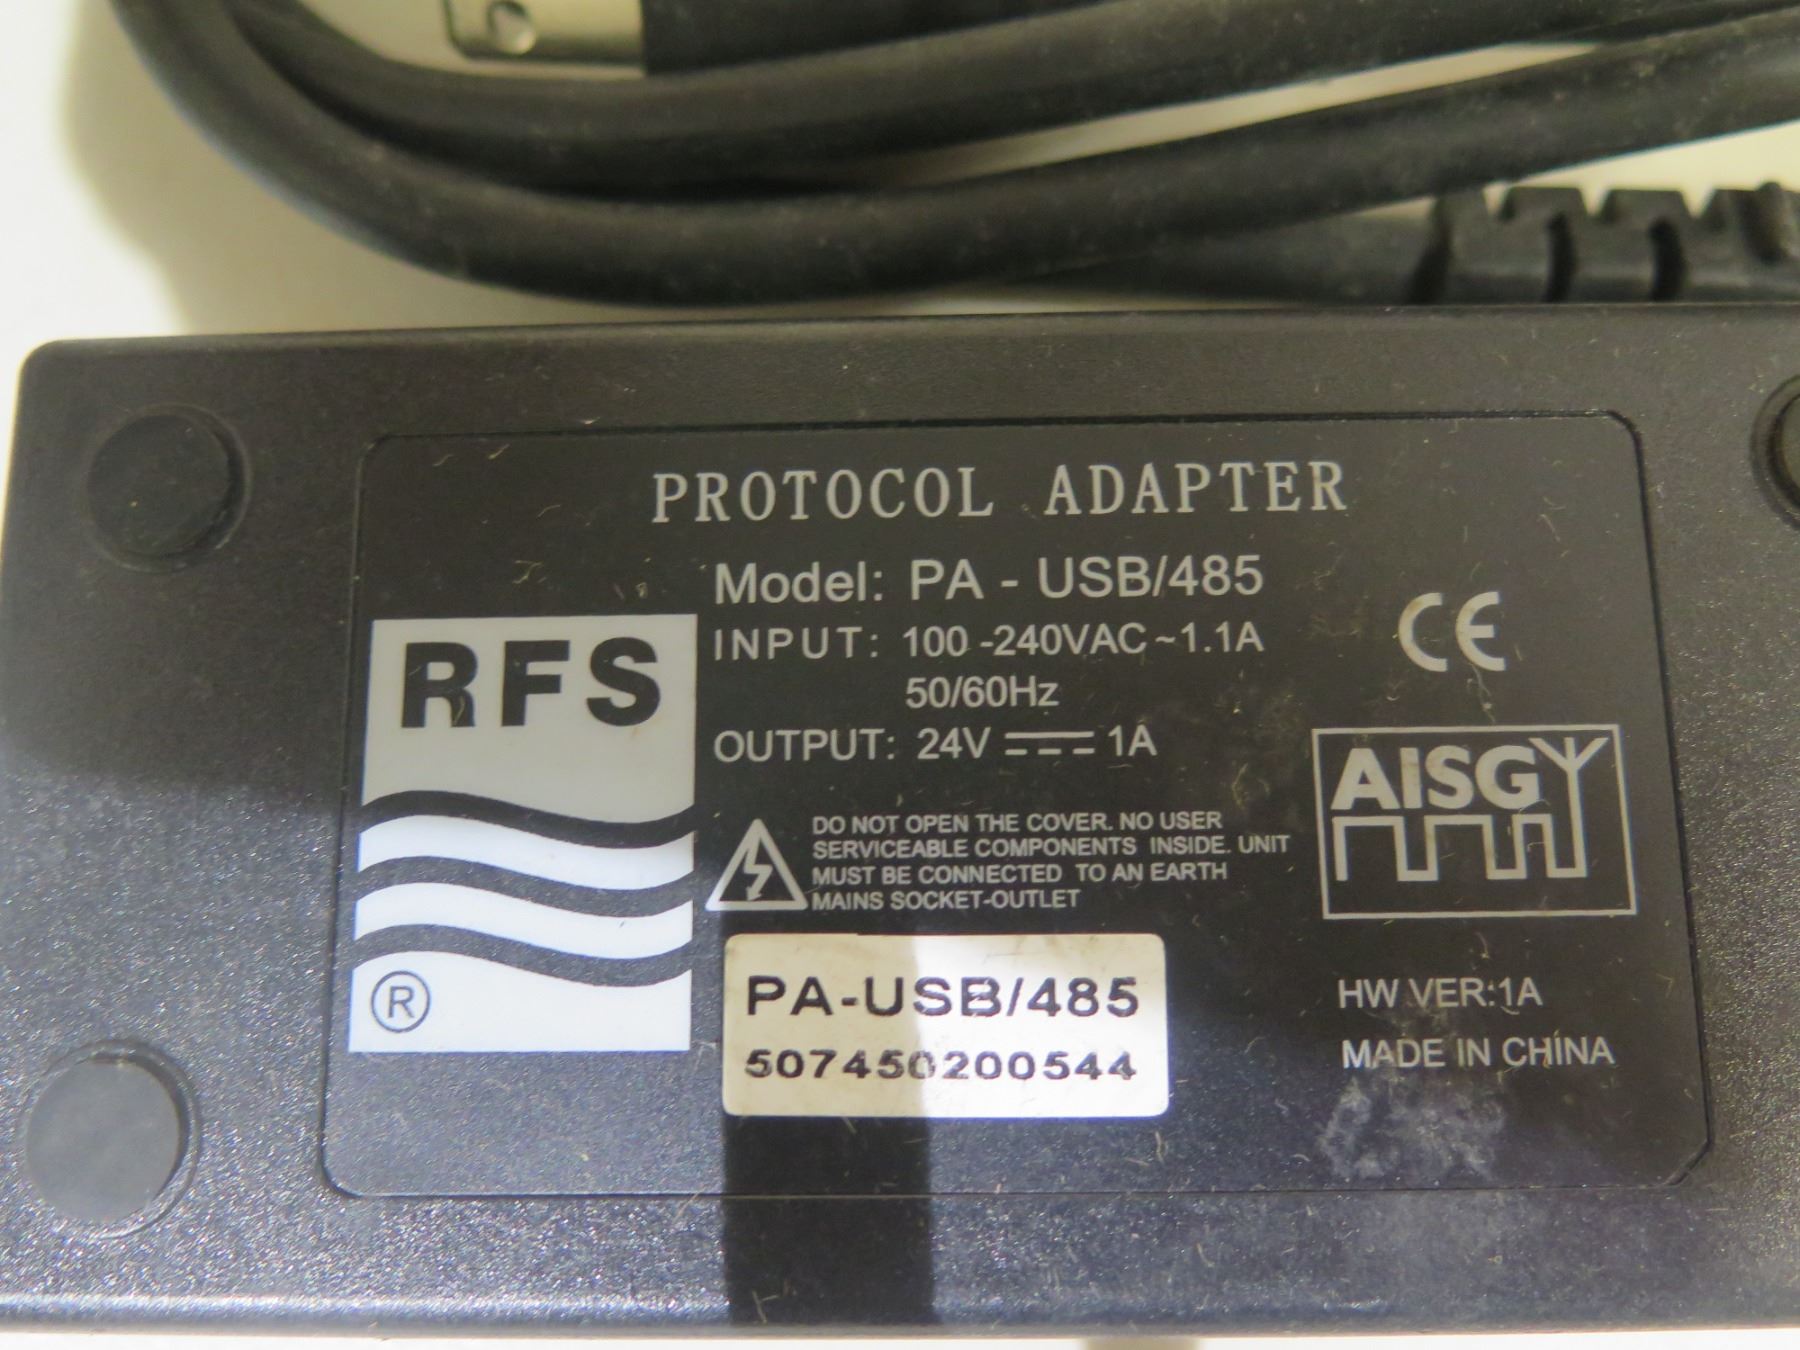 PROTOCOL ADAPTER
Model: PA - USB/485
INPUT: 100 -240VAC ~1.1A
50/60Hz
OUTPUT: 24V ⎓ 1A
RFS
®
CE
AISG
DO NOT OPEN THE COVER. NO USER
SERVICEABLE COMPONENTS INSIDE. UNIT
MUST BE CONNECTED TO AN EARTH
MAINS SOCKET-OUTLET
PA-USB/485
507450200544
HW VER:1A
MADE IN CHINA